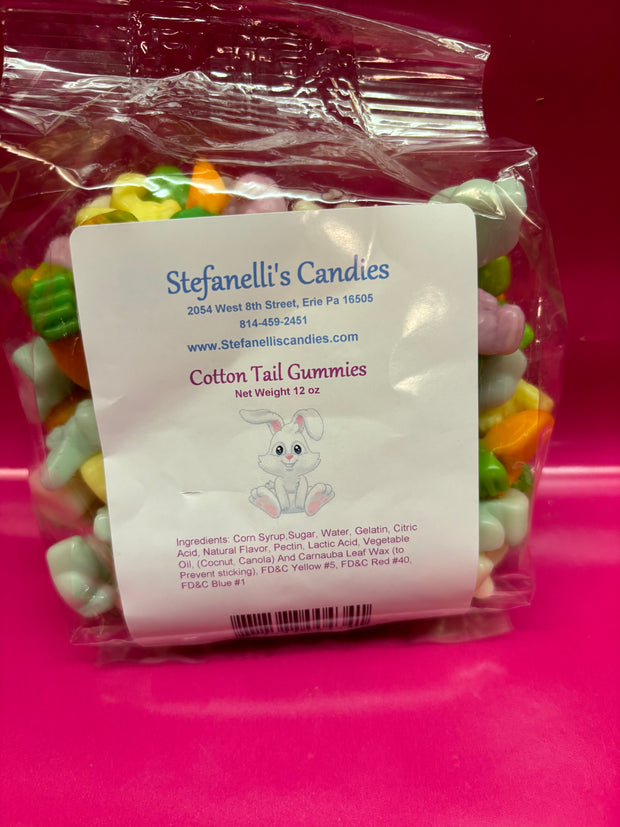 Stefanelli's Candies
2054 West 8th Street, Erie Pa 16505
814-459-2451
www.Stefanelliscandies.com
Cotton Tail Gummies
Net Weight 12 oz
Ingredients: Corn Syrup,Sugar, Water, Gelatin, Citric
Acid, Natural Flavor, Pectin, Lactic Acid, Vegetable
Oil, (Cocnut, Canola) And Carnauba Leaf Wax (to
Prevent sticking), FD&C Yellow #5, FD&C Red #40,
FD&C Blue #1